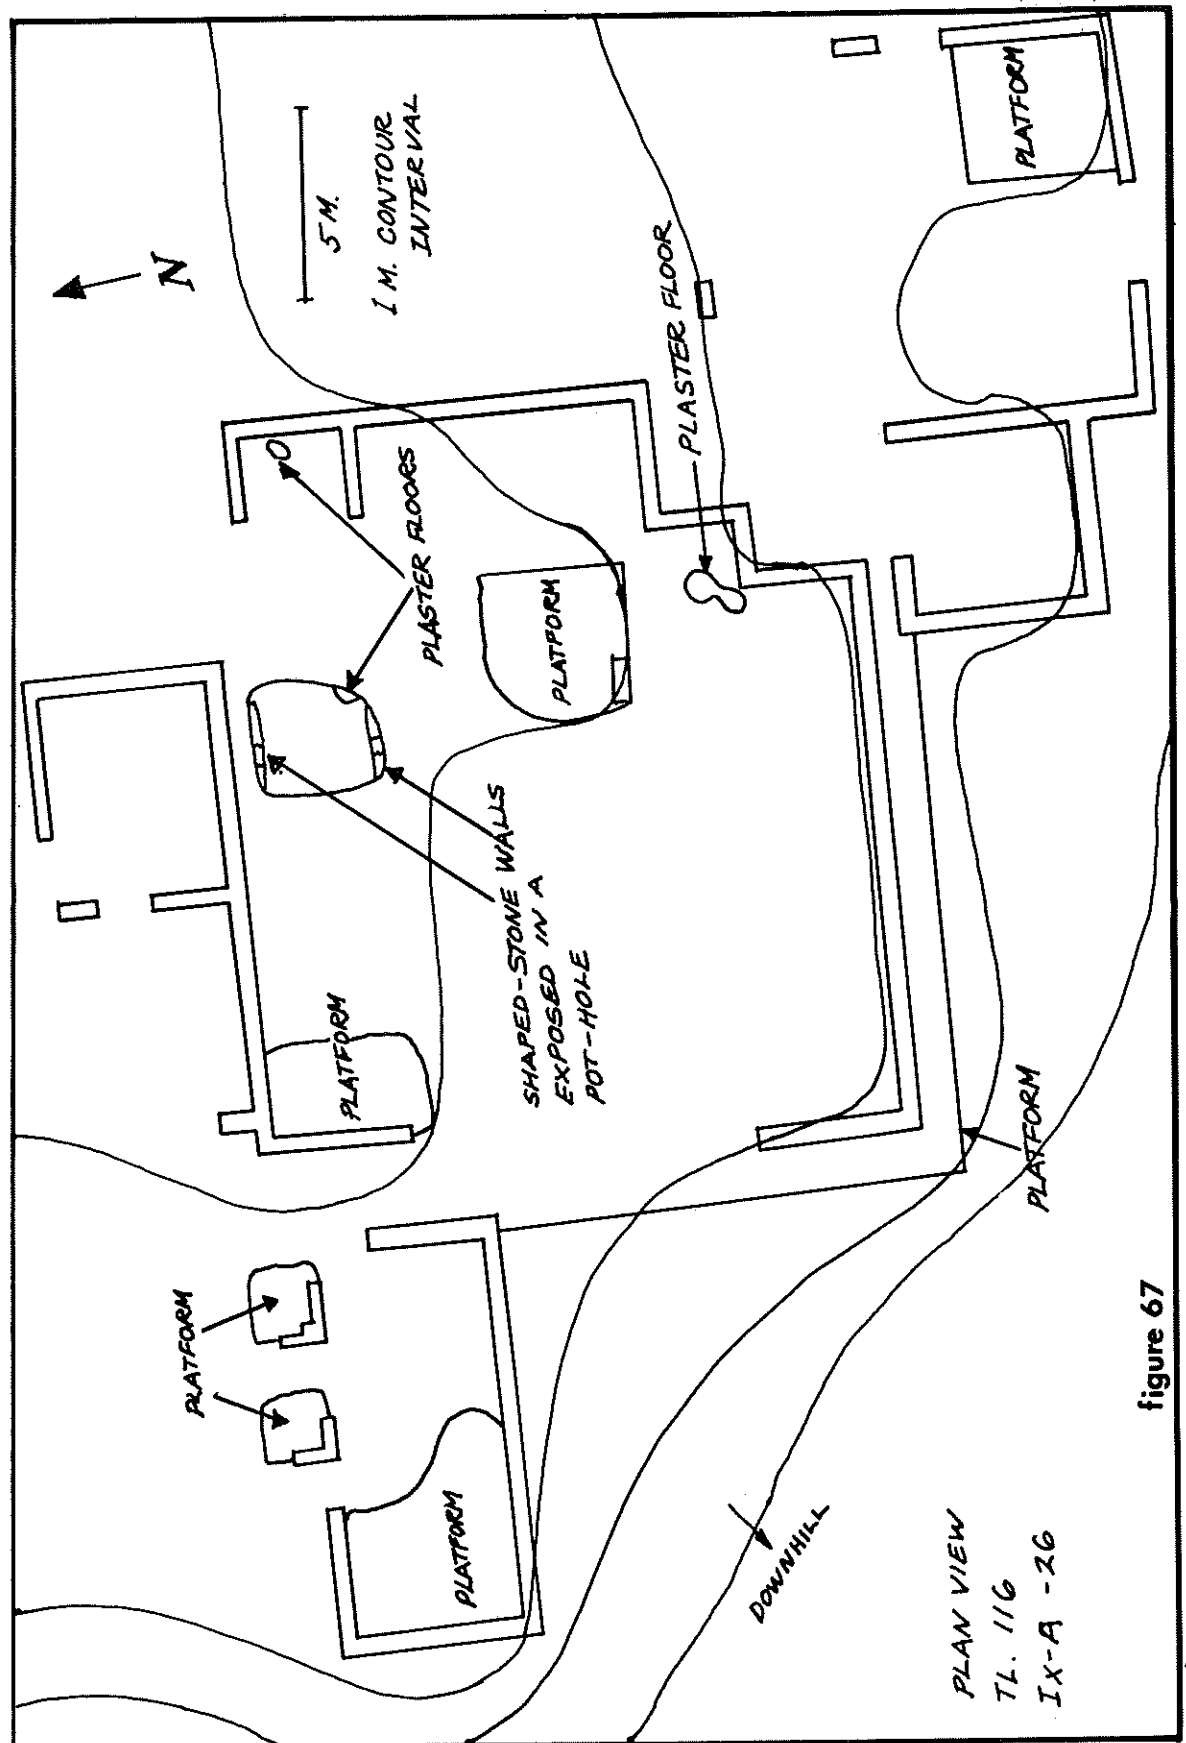 N
5 M.
1 M. CONTOUR
INTERVAL
PLATFORM
PLASTER FLOOR
PLASTER FLOORS
PLATFORM
SHAPED-STONE WALLS
EXPOSED IN A
POT-HOLE
PLATFORM
PLATFORM
PLATFORM
PLATFORM
DOWNHILL
PLAN VIEW
TL. 116
IX-A-26
figure 67